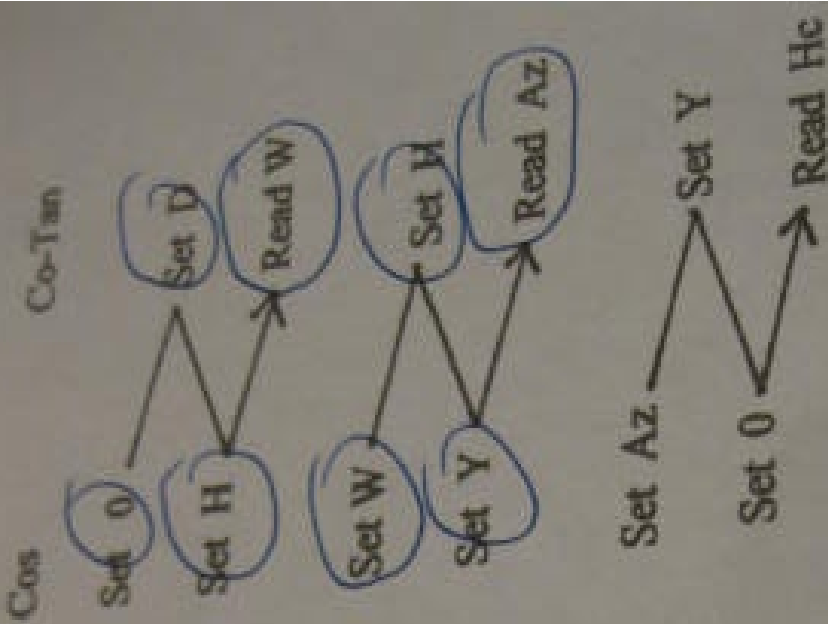 Cos Co-Tan
Set 0
Set D
Set H
Read W
Set W
Set H
Set Y
Read Az
Set Az
Set Y
Set 0
Read Hc